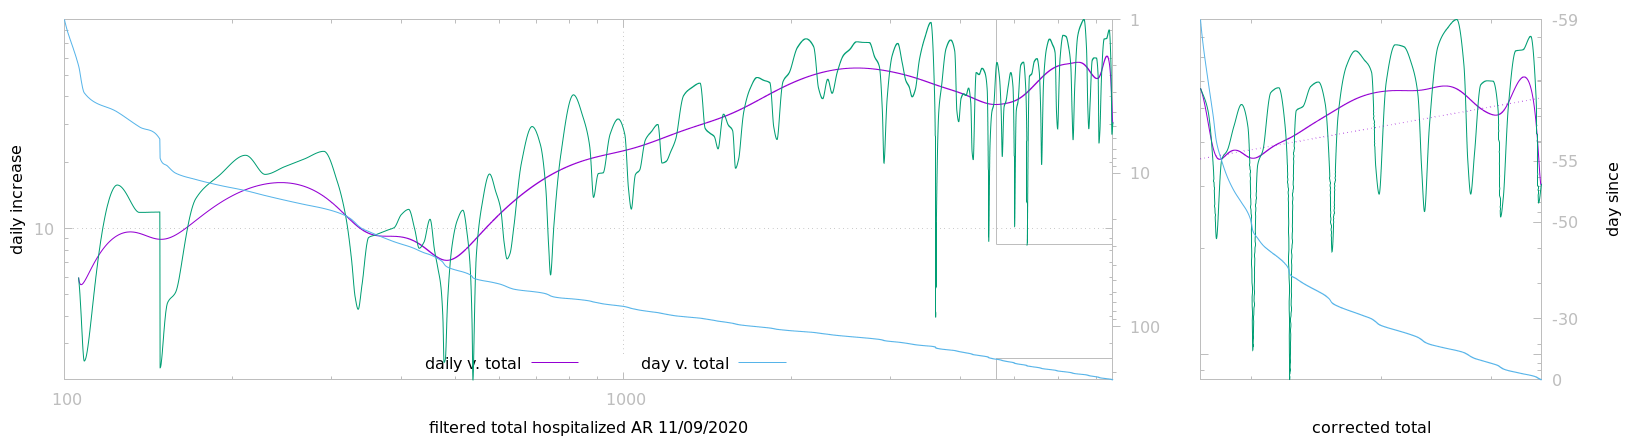 daily increase
10
100
1000
1
10
100
daily v. total
day v. total
filtered total hospitalized AR 11/09/2020
-59
-55
-50
-30
0
day since
corrected total